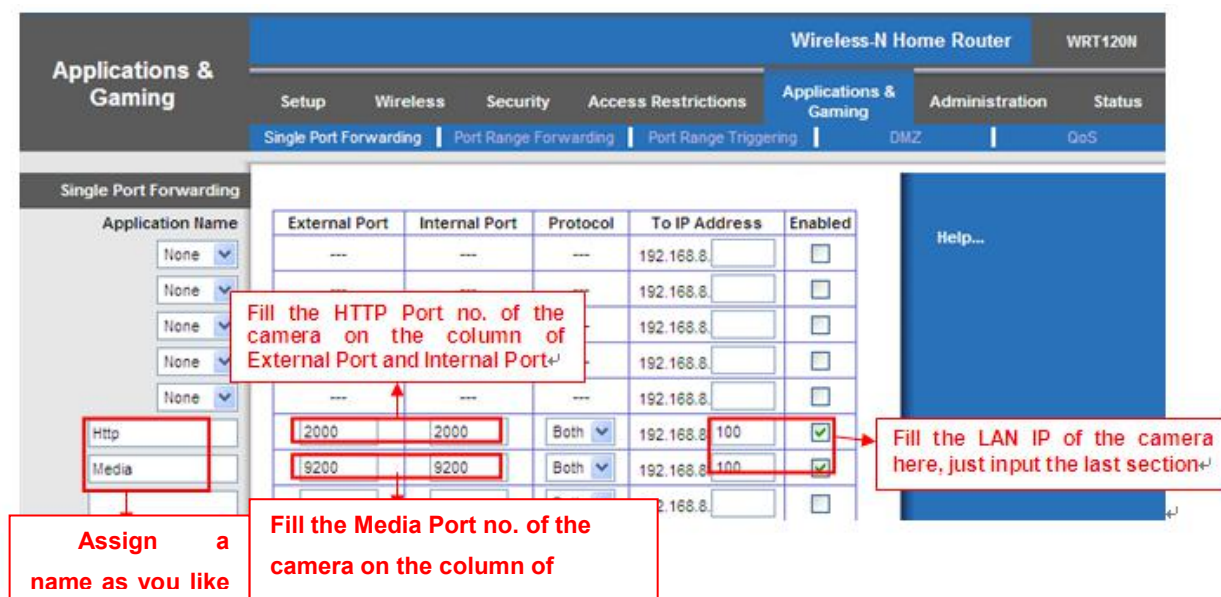 Wireless-N Home Router WRT120N
Applications &
Gaming
Setup Wireless Security Access Restrictions Applications & Gaming Administration Status
Single Port Forwarding Port Range Forwarding Port Range Triggering DMZ QoS
Single Port Forwarding
Application Name External Port Internal Port Protocol To IP Address Enabled
Help...
None --- --- --- 192.168.8.
None --- 192.168.8.
None 192.168.8.
None 192.168.8.
Fill the HTTP Port no. of the
camera on the column of
External Port and Internal Port↵
None --- --- --- 192.168.8.
Http 2000 2000 Both 192.168.8. 100
Media 9200 9200 Both 192.168.8. 100
Fill the LAN IP of the camera
here, just input the last section↵
2.168.8.
↵
Assign a
name as you like
Fill the Media Port no. of the
camera on the column of